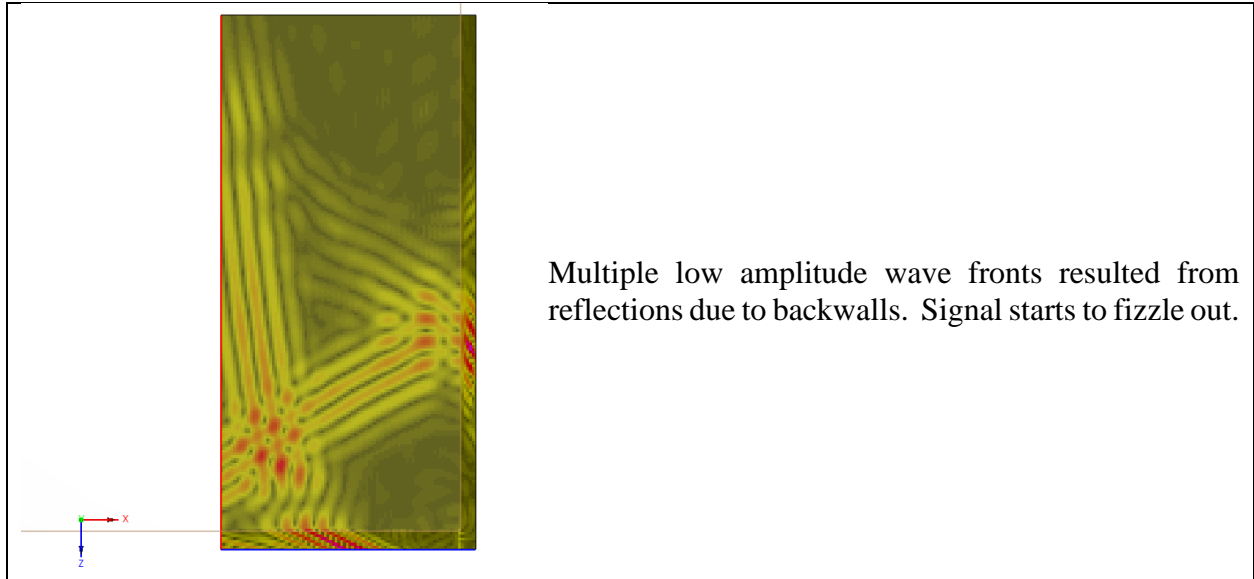 Multiple low amplitude wave fronts resulted from
reflections due to backwalls. Signal starts to fizzle out.
X
Z